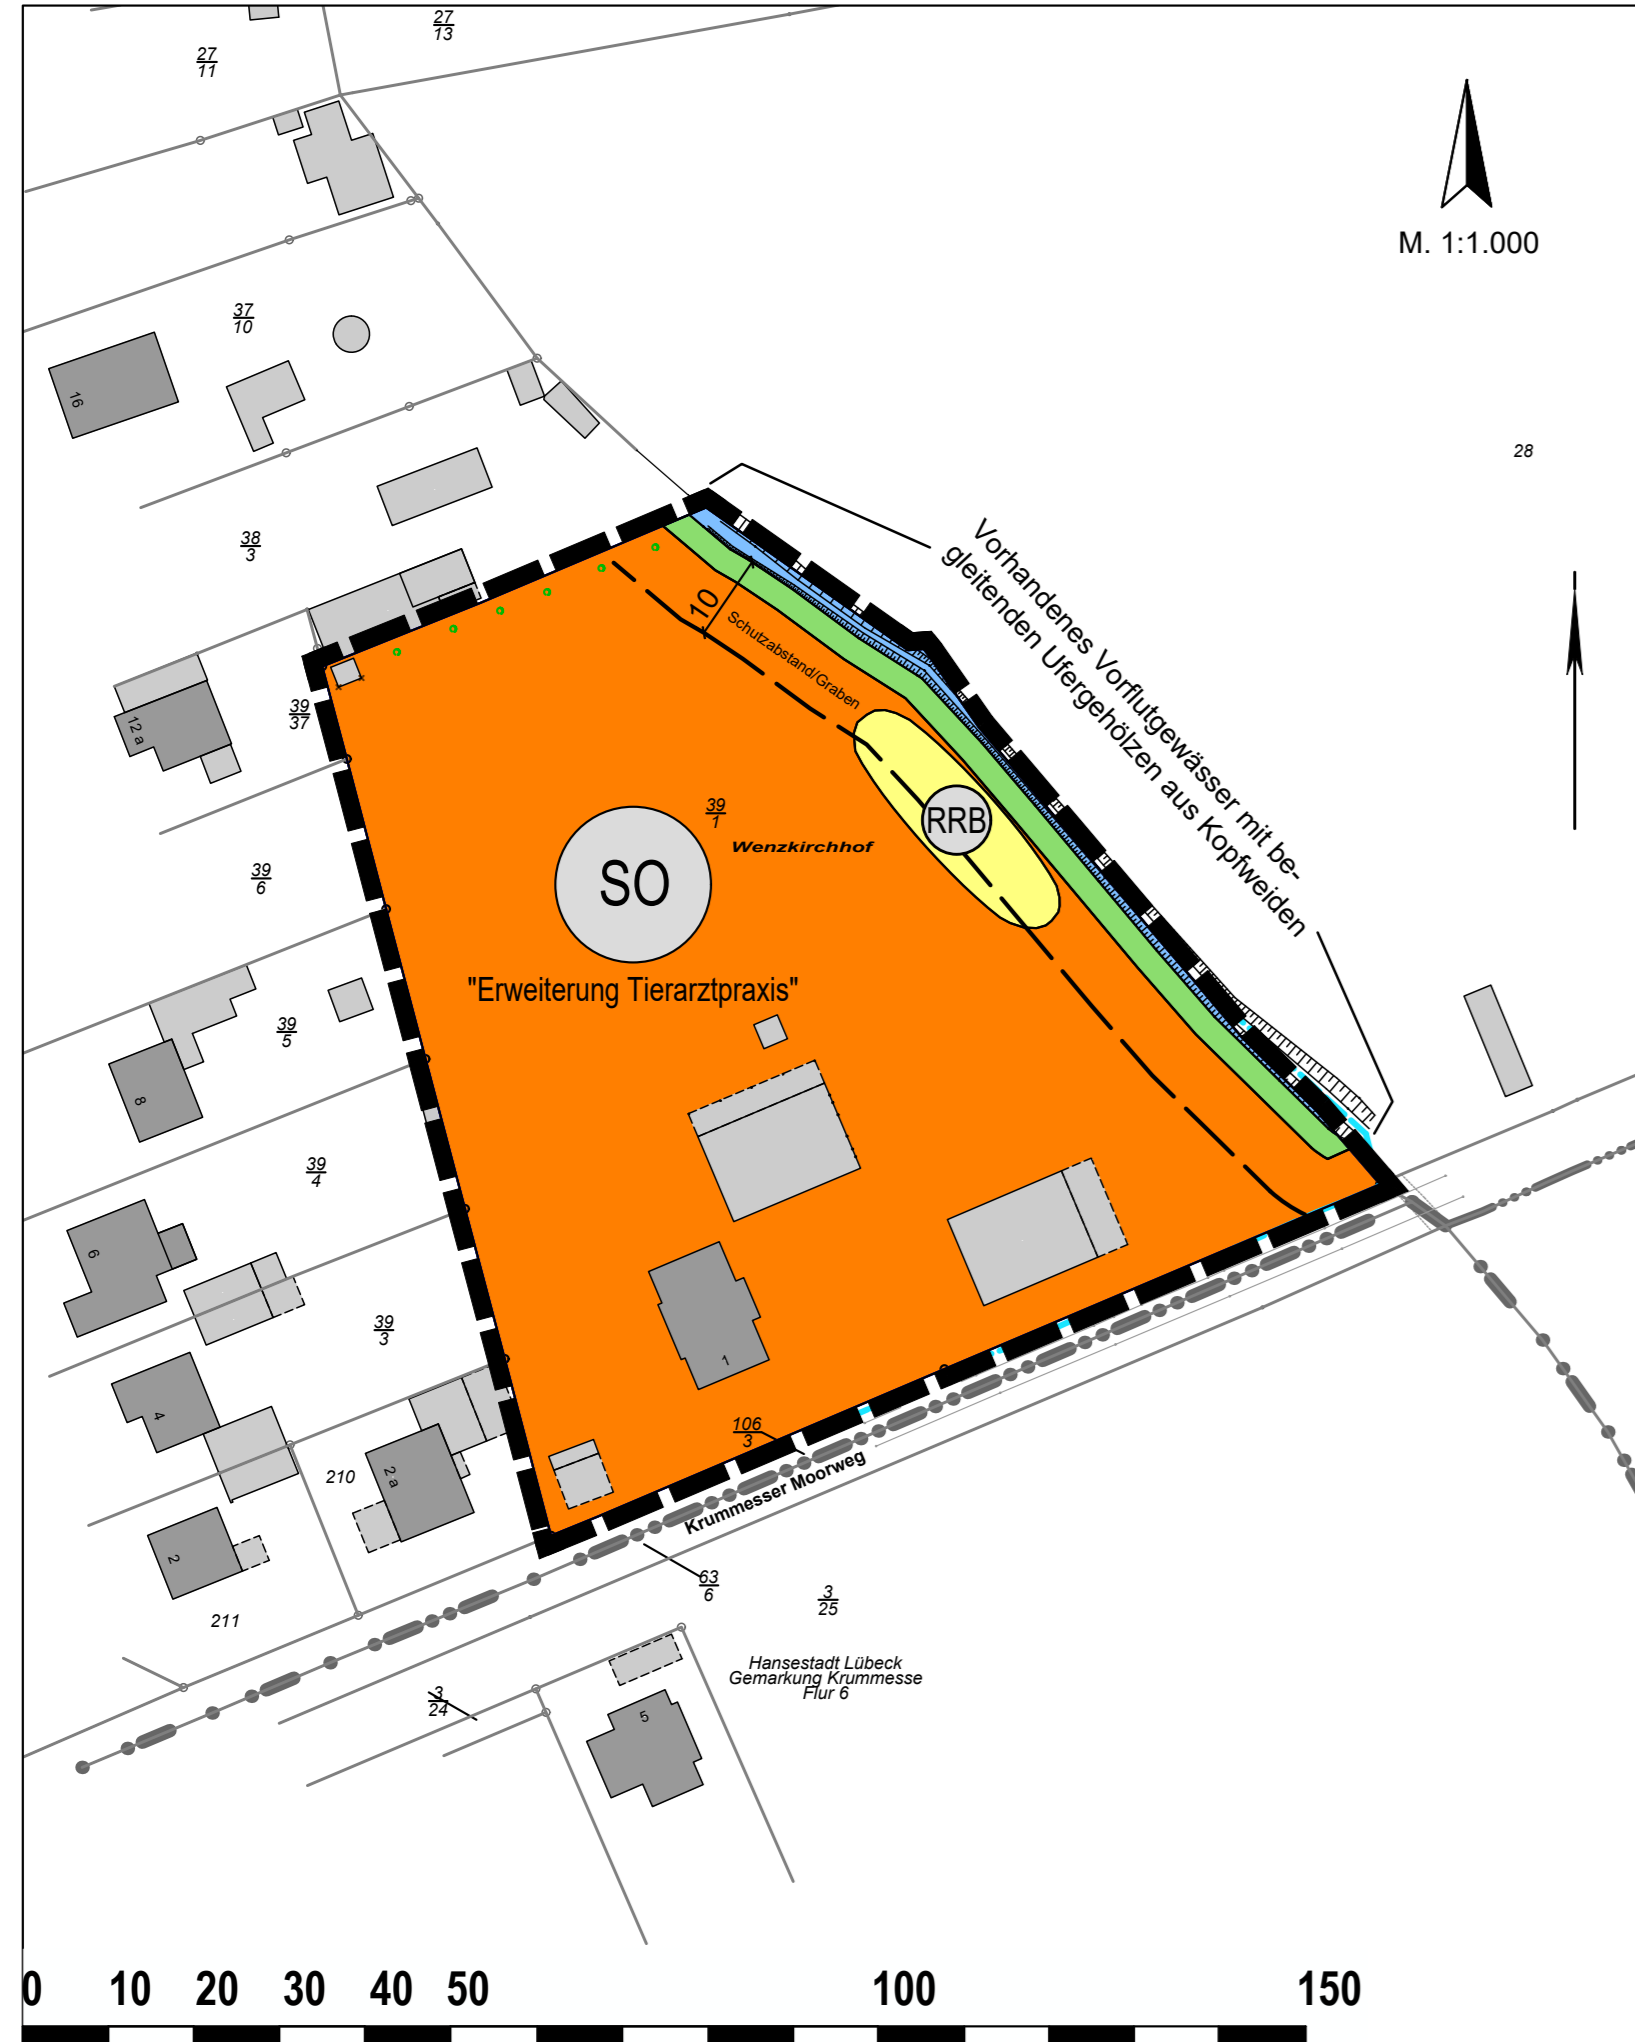 27
13
27
11
M. 1:1.000
37
10
16
28
38
3
Vorhandenes Vorflutgewässer mit be-
gleitenden Ufergehölzen aus Kopfweiden
10
Schutzabstand/Graben
39
37
12 a
39
1
RRB
Wenzkirchhof
SO
39
6
"Erweiterung Tierarztpraxis"
39
5
8
39
4
6
39
3
1
4
106
3
Krummesser Moorweg
210
2 a
2
63
6
3
25
211
Hansestadt Lübeck
Gemarkung Krummesse
Flur 6
3
24
5
0 10 20 30 40 50 100 150